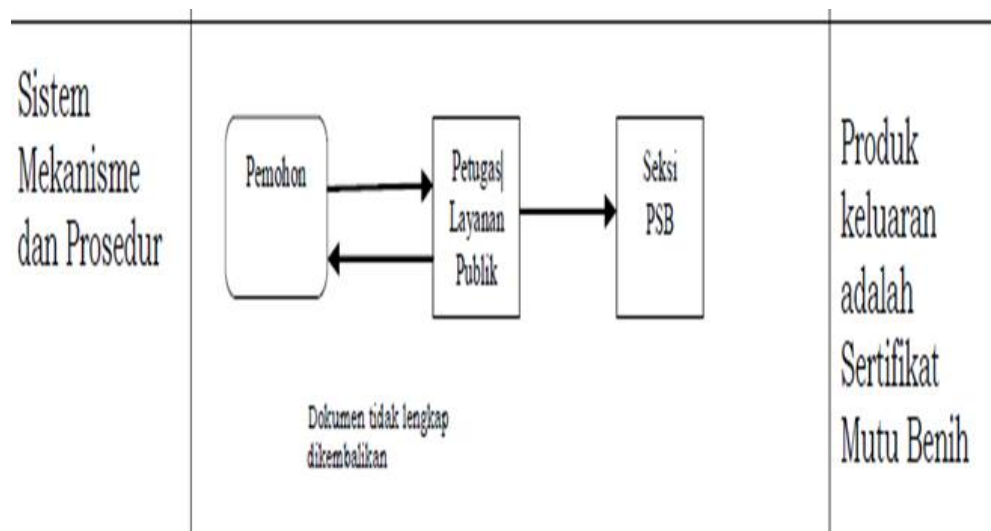 Sistem
Mekanisme
dan Prosedur
Pemohon
Petugas
Layanan
Publik
Seksi
PSB
Dokumen tidak lengkap
dikembalikan
Produk
keluaran
adalah
Sertifikat
Mutu Benih